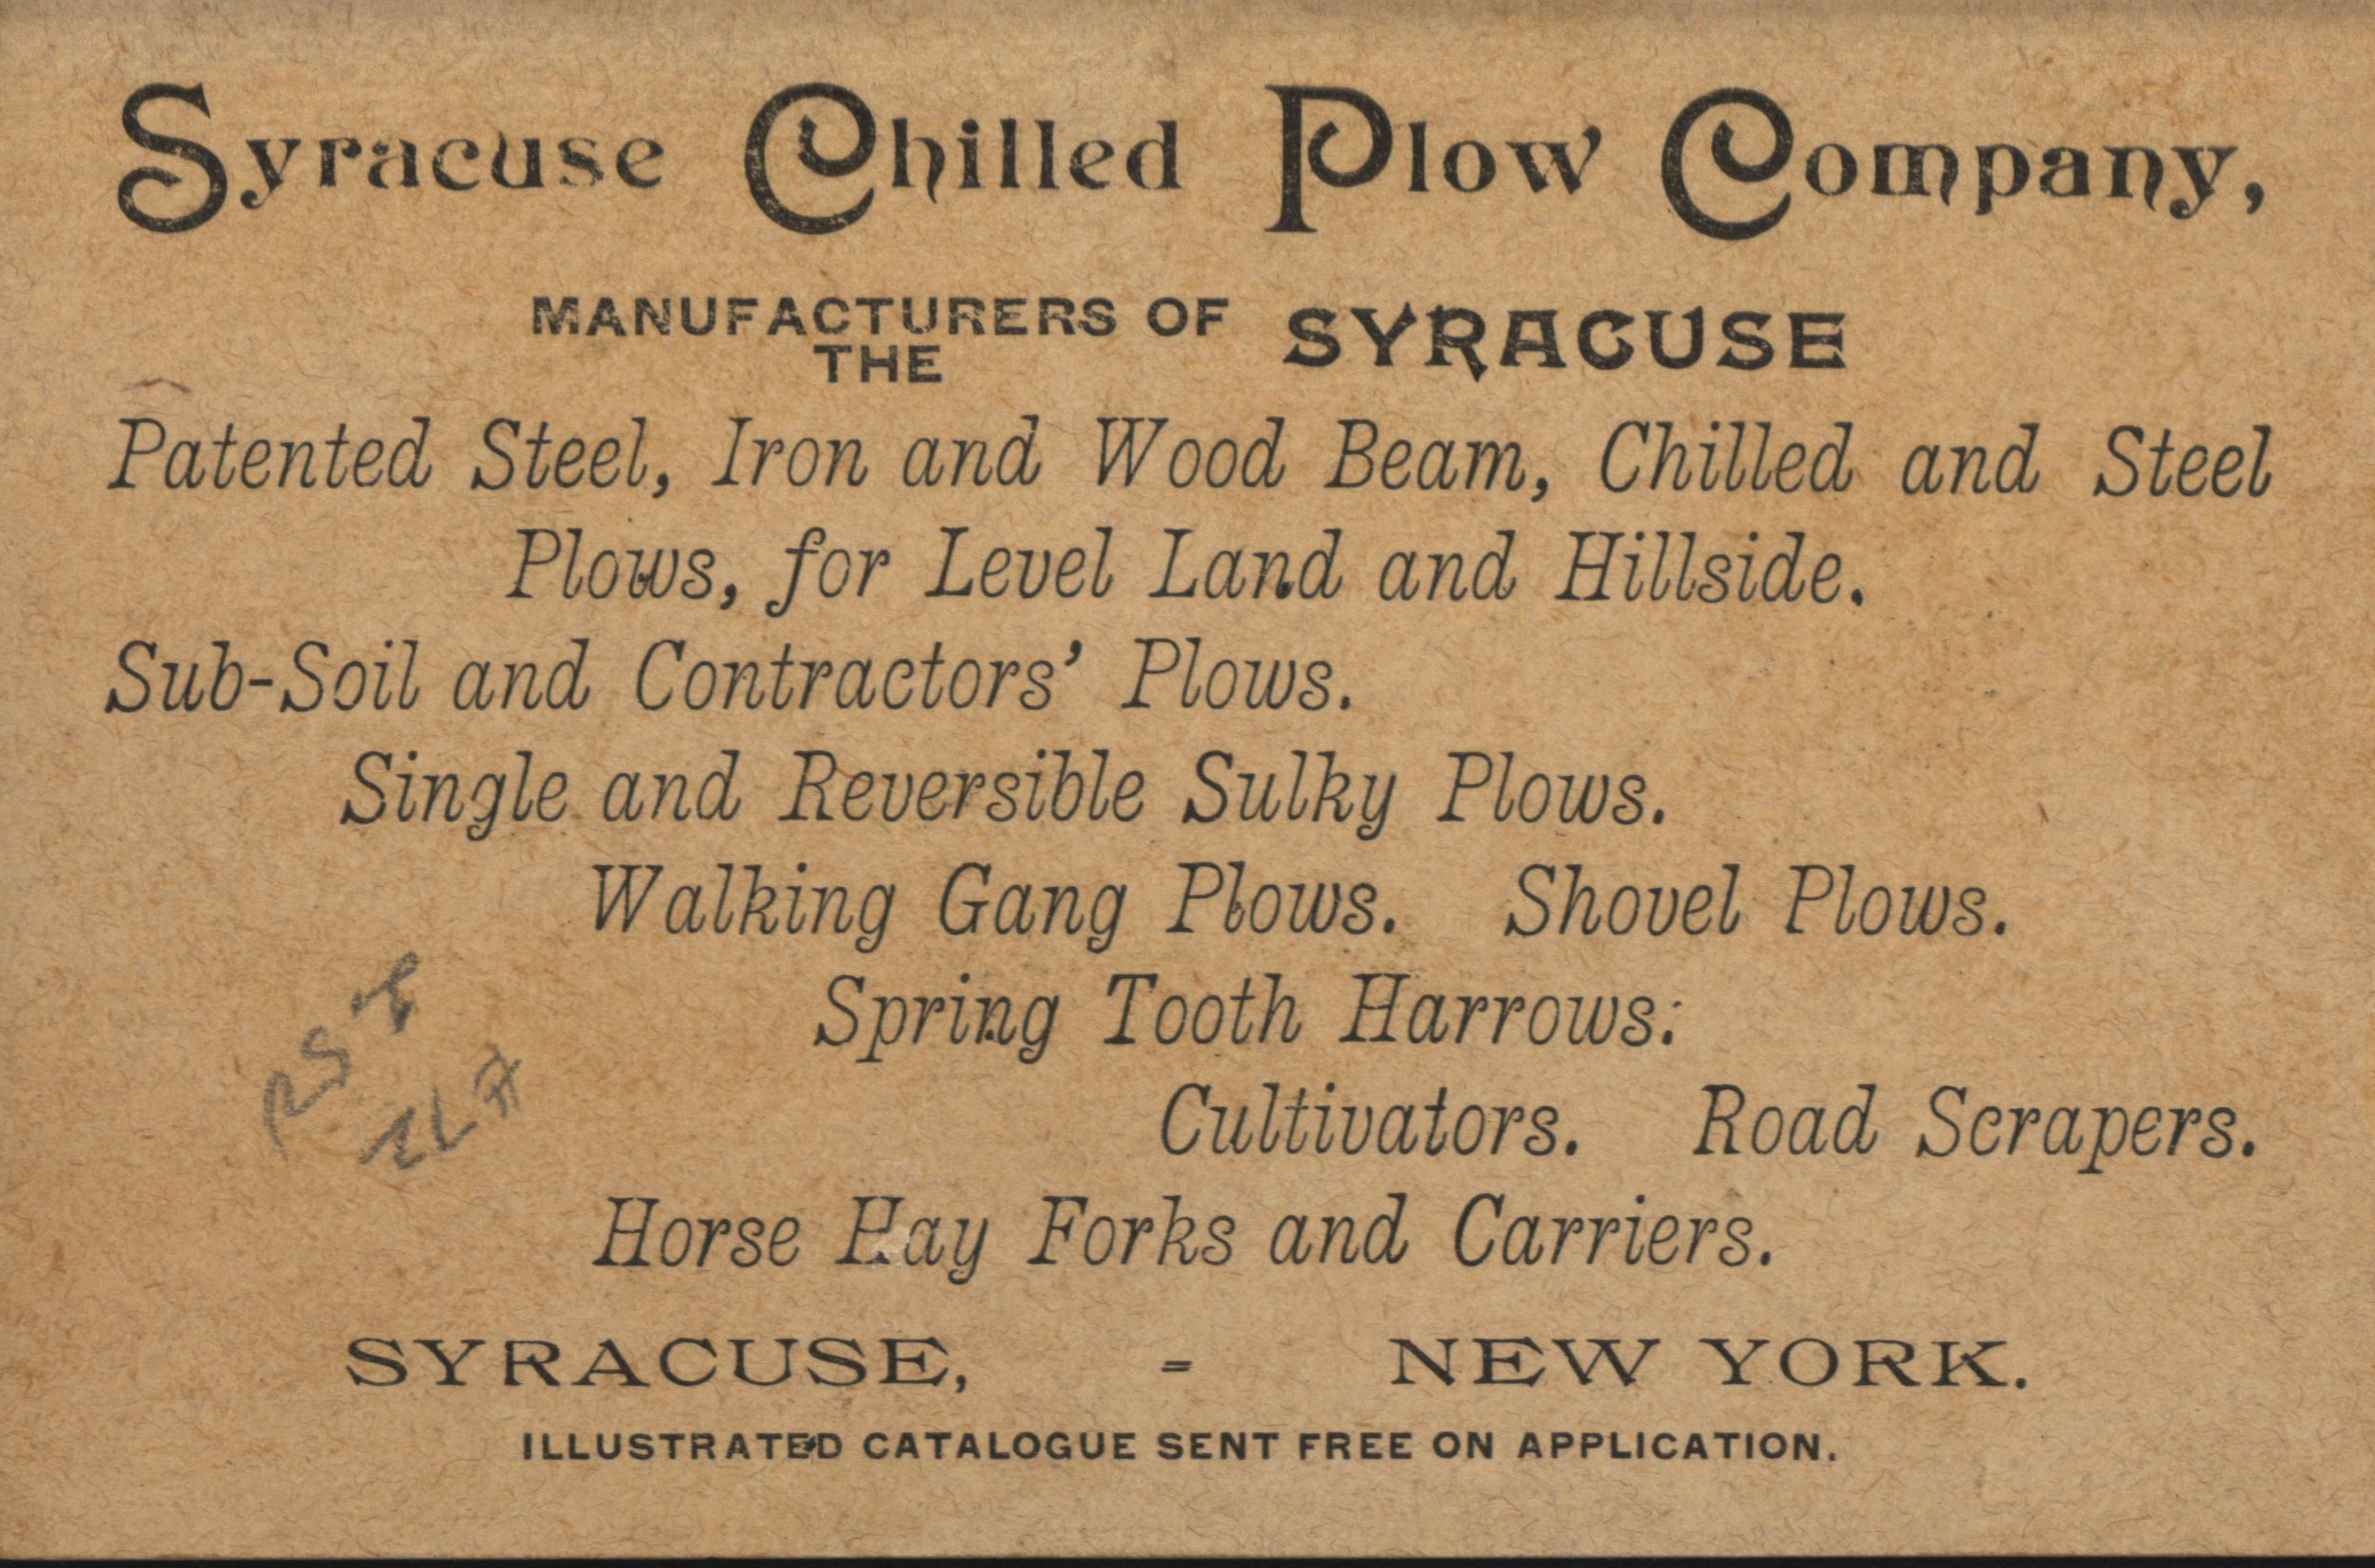 Syracuse Chilled Plow Company,
MANUFACTURERS OF THE SYRACUSE
Patented Steel, Iron and Wood Beam, Chilled and Steel
Plows, for Level Land and Hillside.
Sub-Soil and Contractors' Plows.
Single and Reversible Sulky Plows.
Walking Gang Plows. Shovel Plows.
Spring Tooth Harrows.
Cultivators. Road Scrapers.
Horse Hay Forks and Carriers.
SYRACUSE, - NEW YORK.
ILLUSTRATED CATALOGUE SENT FREE ON APPLICATION.